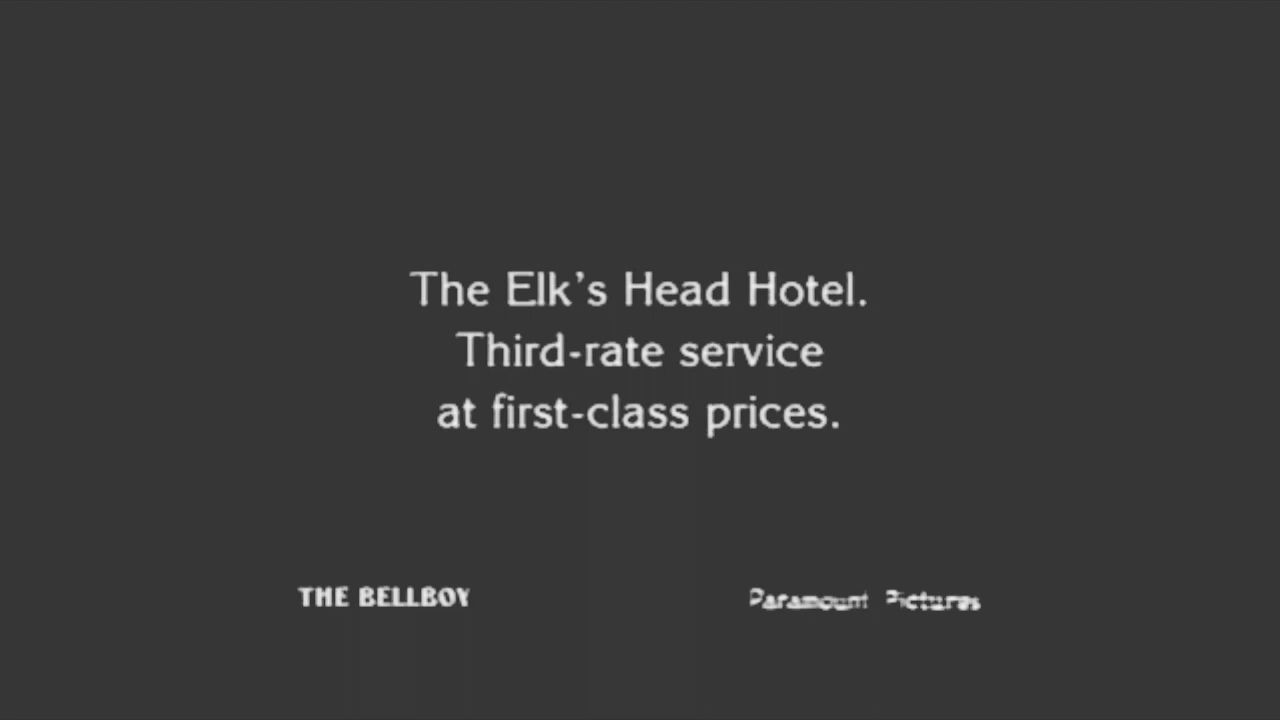 The Elk's Head Hotel.
Third-rate service
at first-class prices.
THE BELLBOY
Paramount Pictures